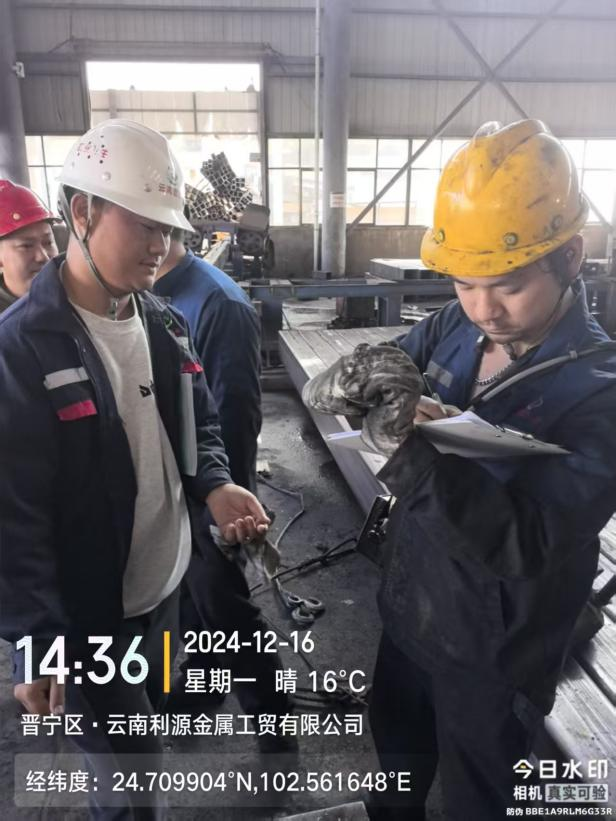 14:36
2024-12-16
星期一 晴 16°C
晋宁区·云南利源金属工贸有限公司
经纬度：24.709904°N,102.561648°E
今日水印
相机 真实可验
防伪 BBE1A9RLM6G33R